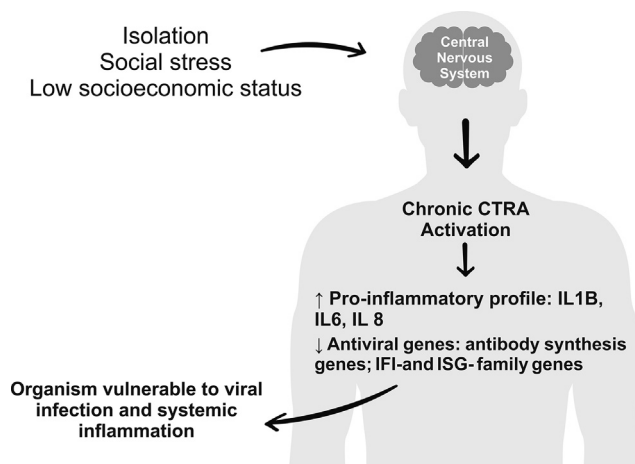 Isolation
Social stress
Low socioeconomic status
Central
Nervous
System
Chronic CTRA
Activation
↑ Pro-inflammatory profile: IL1B,
IL6, IL 8
↓ Antiviral genes: antibody synthesis
genes; IFI-and ISG- family genes
Organism vulnerable to viral
infection and systemic
inflammation